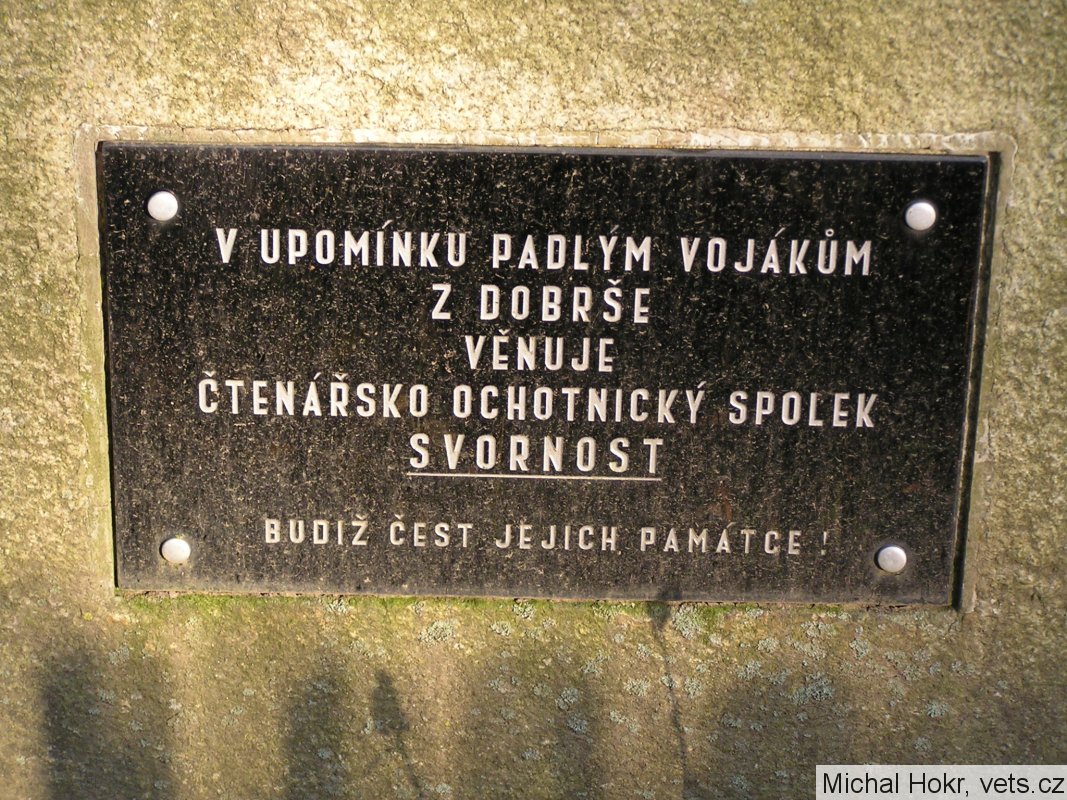 V UPOMÍNKU PADLÝM VOJÁKŮM
Z DOBRŠE
VĚNUJE
ČTENÁŘSKO OCHOTNICKÝ SPOLEK
SVORNOST
BUDIŽ ČEST JEJICH PAMÁTCE !
Michal Hokr, vets.cz